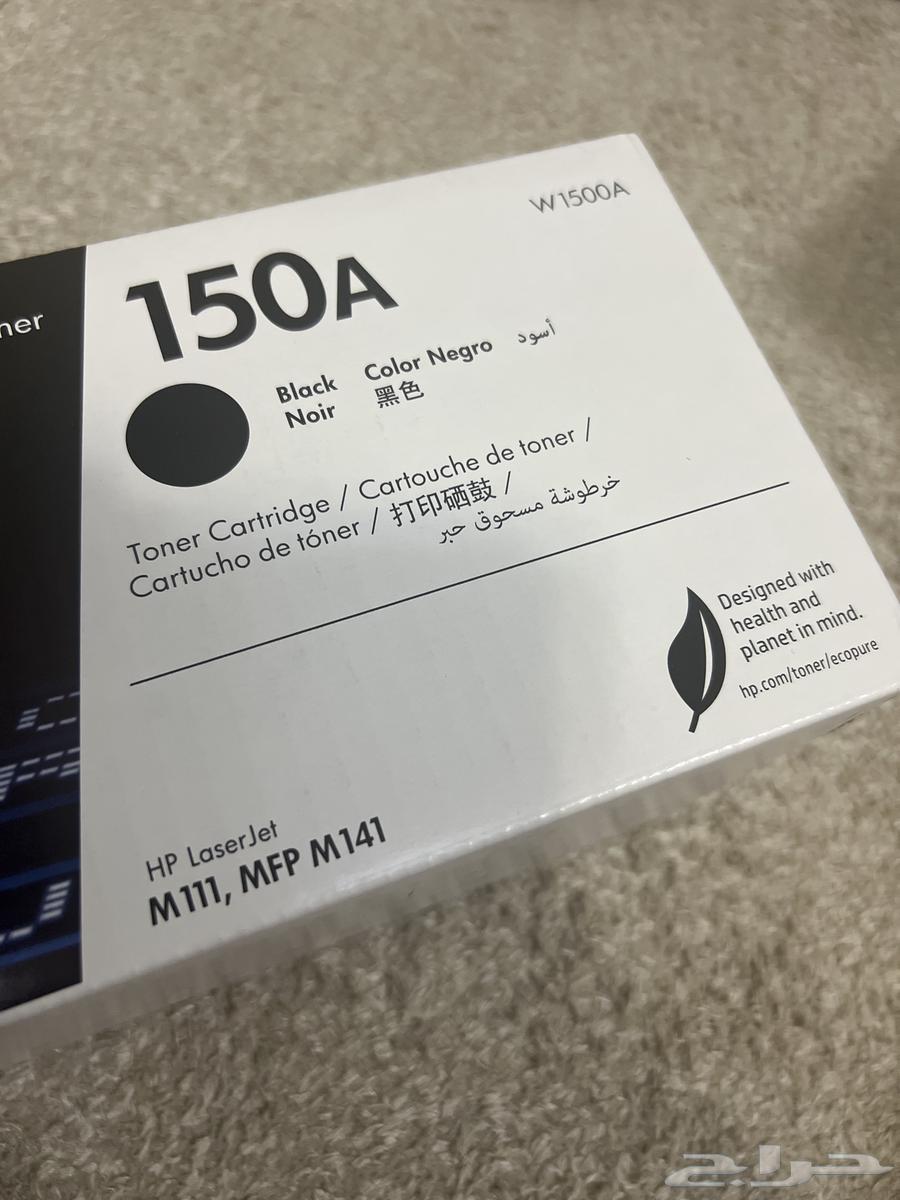 W1500A
ner
150A
Black Color Negro أسود
Noir 黑色
Toner Cartridge / Cartouche de toner /
Cartucho de tóner / 打印硒鼓 /
خرطوشة مسحوق حبر
Designed with
health and
planet in mind.
hp.com/toner/ecopure
HP LaserJet
M111, MFP M141
حراج